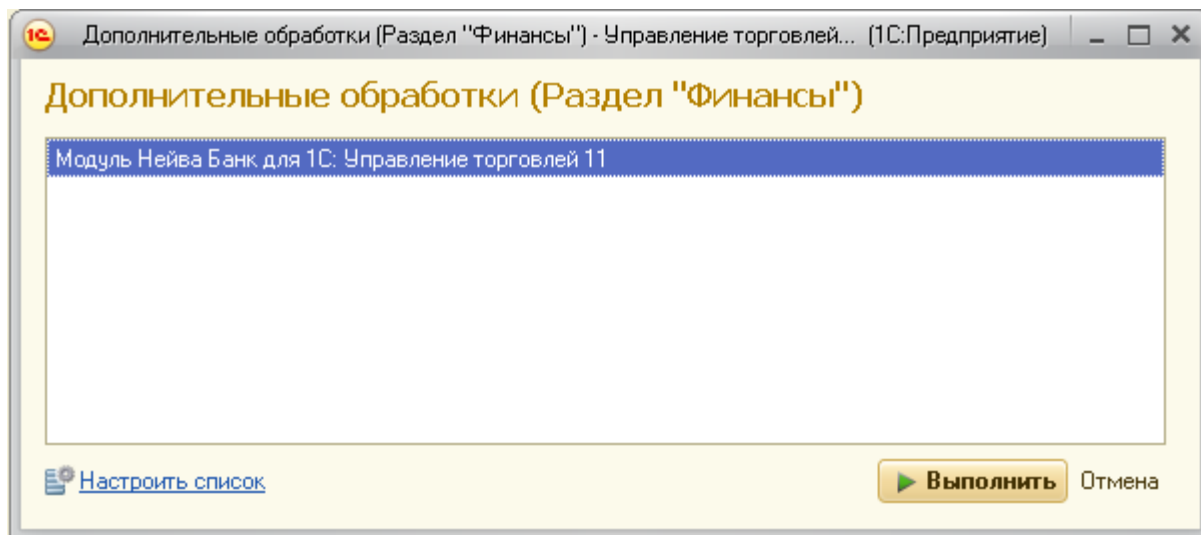 1С Дополнительные обработки (Раздел "Финансы") - Управление торговлей... (1С:Предприятие)
Дополнительные обработки (Раздел "Финансы")
Модуль Нейва Банк для 1С: Управление торговлей 11
Настроить список Выполнить Отмена